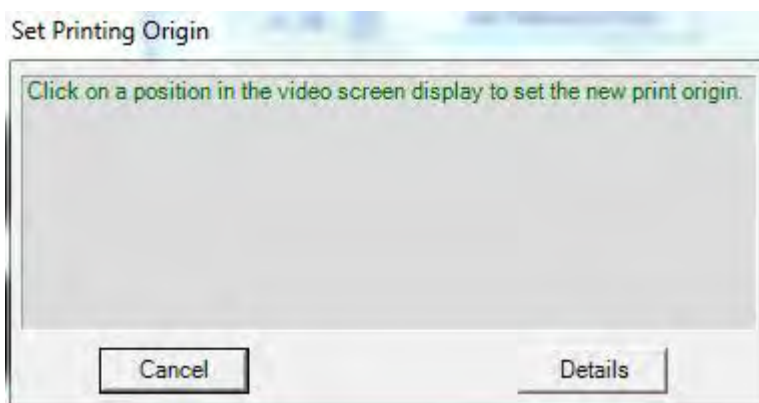 Set Printing Origin
Click on a position in the video screen display to set the new print origin.
Cancel
Details